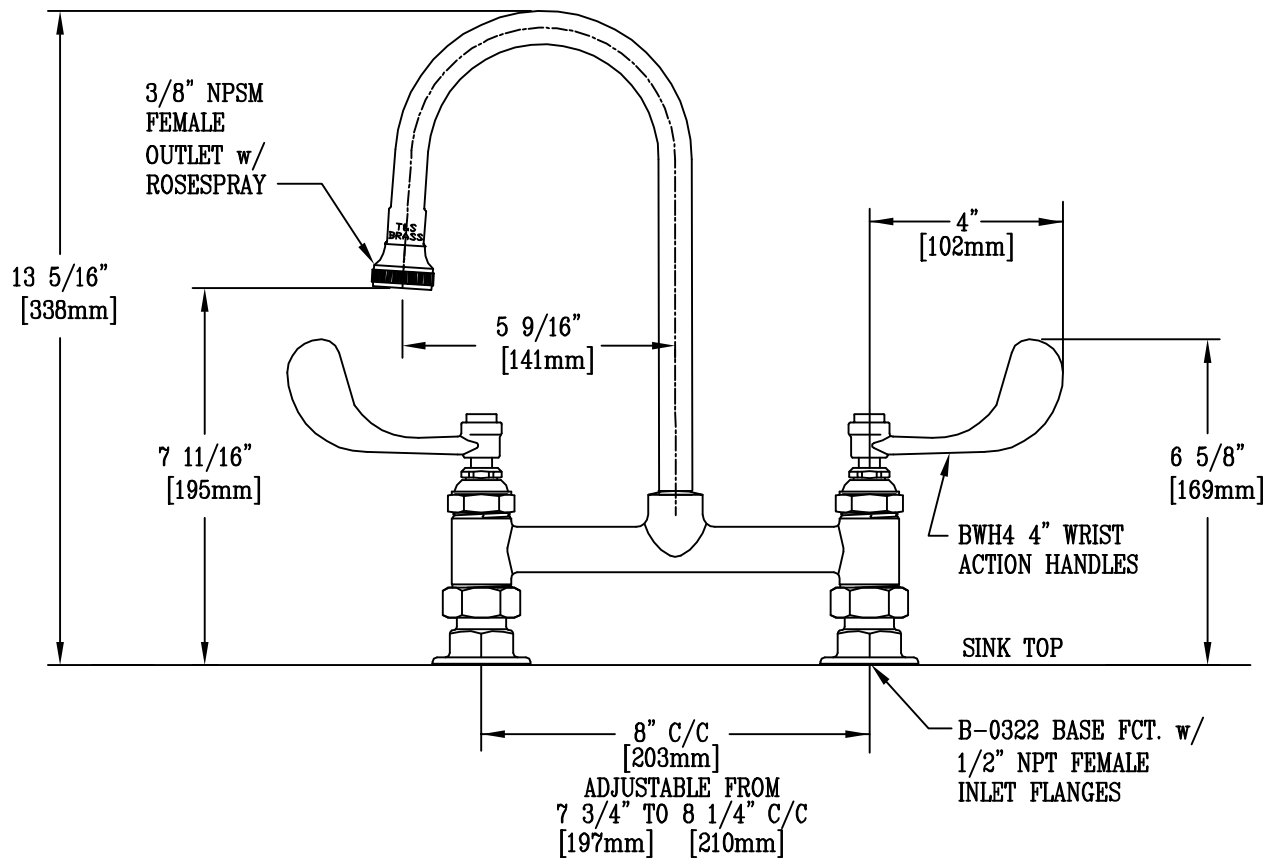 3/8" NPSM
FEMALE
OUTLET w/
ROSESPRAY
T&S
BRASS
4"
[102mm]
13 5/16"
[338mm]
5 9/16"
[141mm]
7 11/16"
[195mm]
6 5/8"
[169mm]
BWH4 4" WRIST
ACTION HANDLES
SINK TOP
8" C/C
[203mm]
ADJUSTABLE FROM
7 3/4" TO 8 1/4" C/C
[197mm] [210mm]
B-0322 BASE FCT. w/
1/2" NPT FEMALE
INLET FLANGES